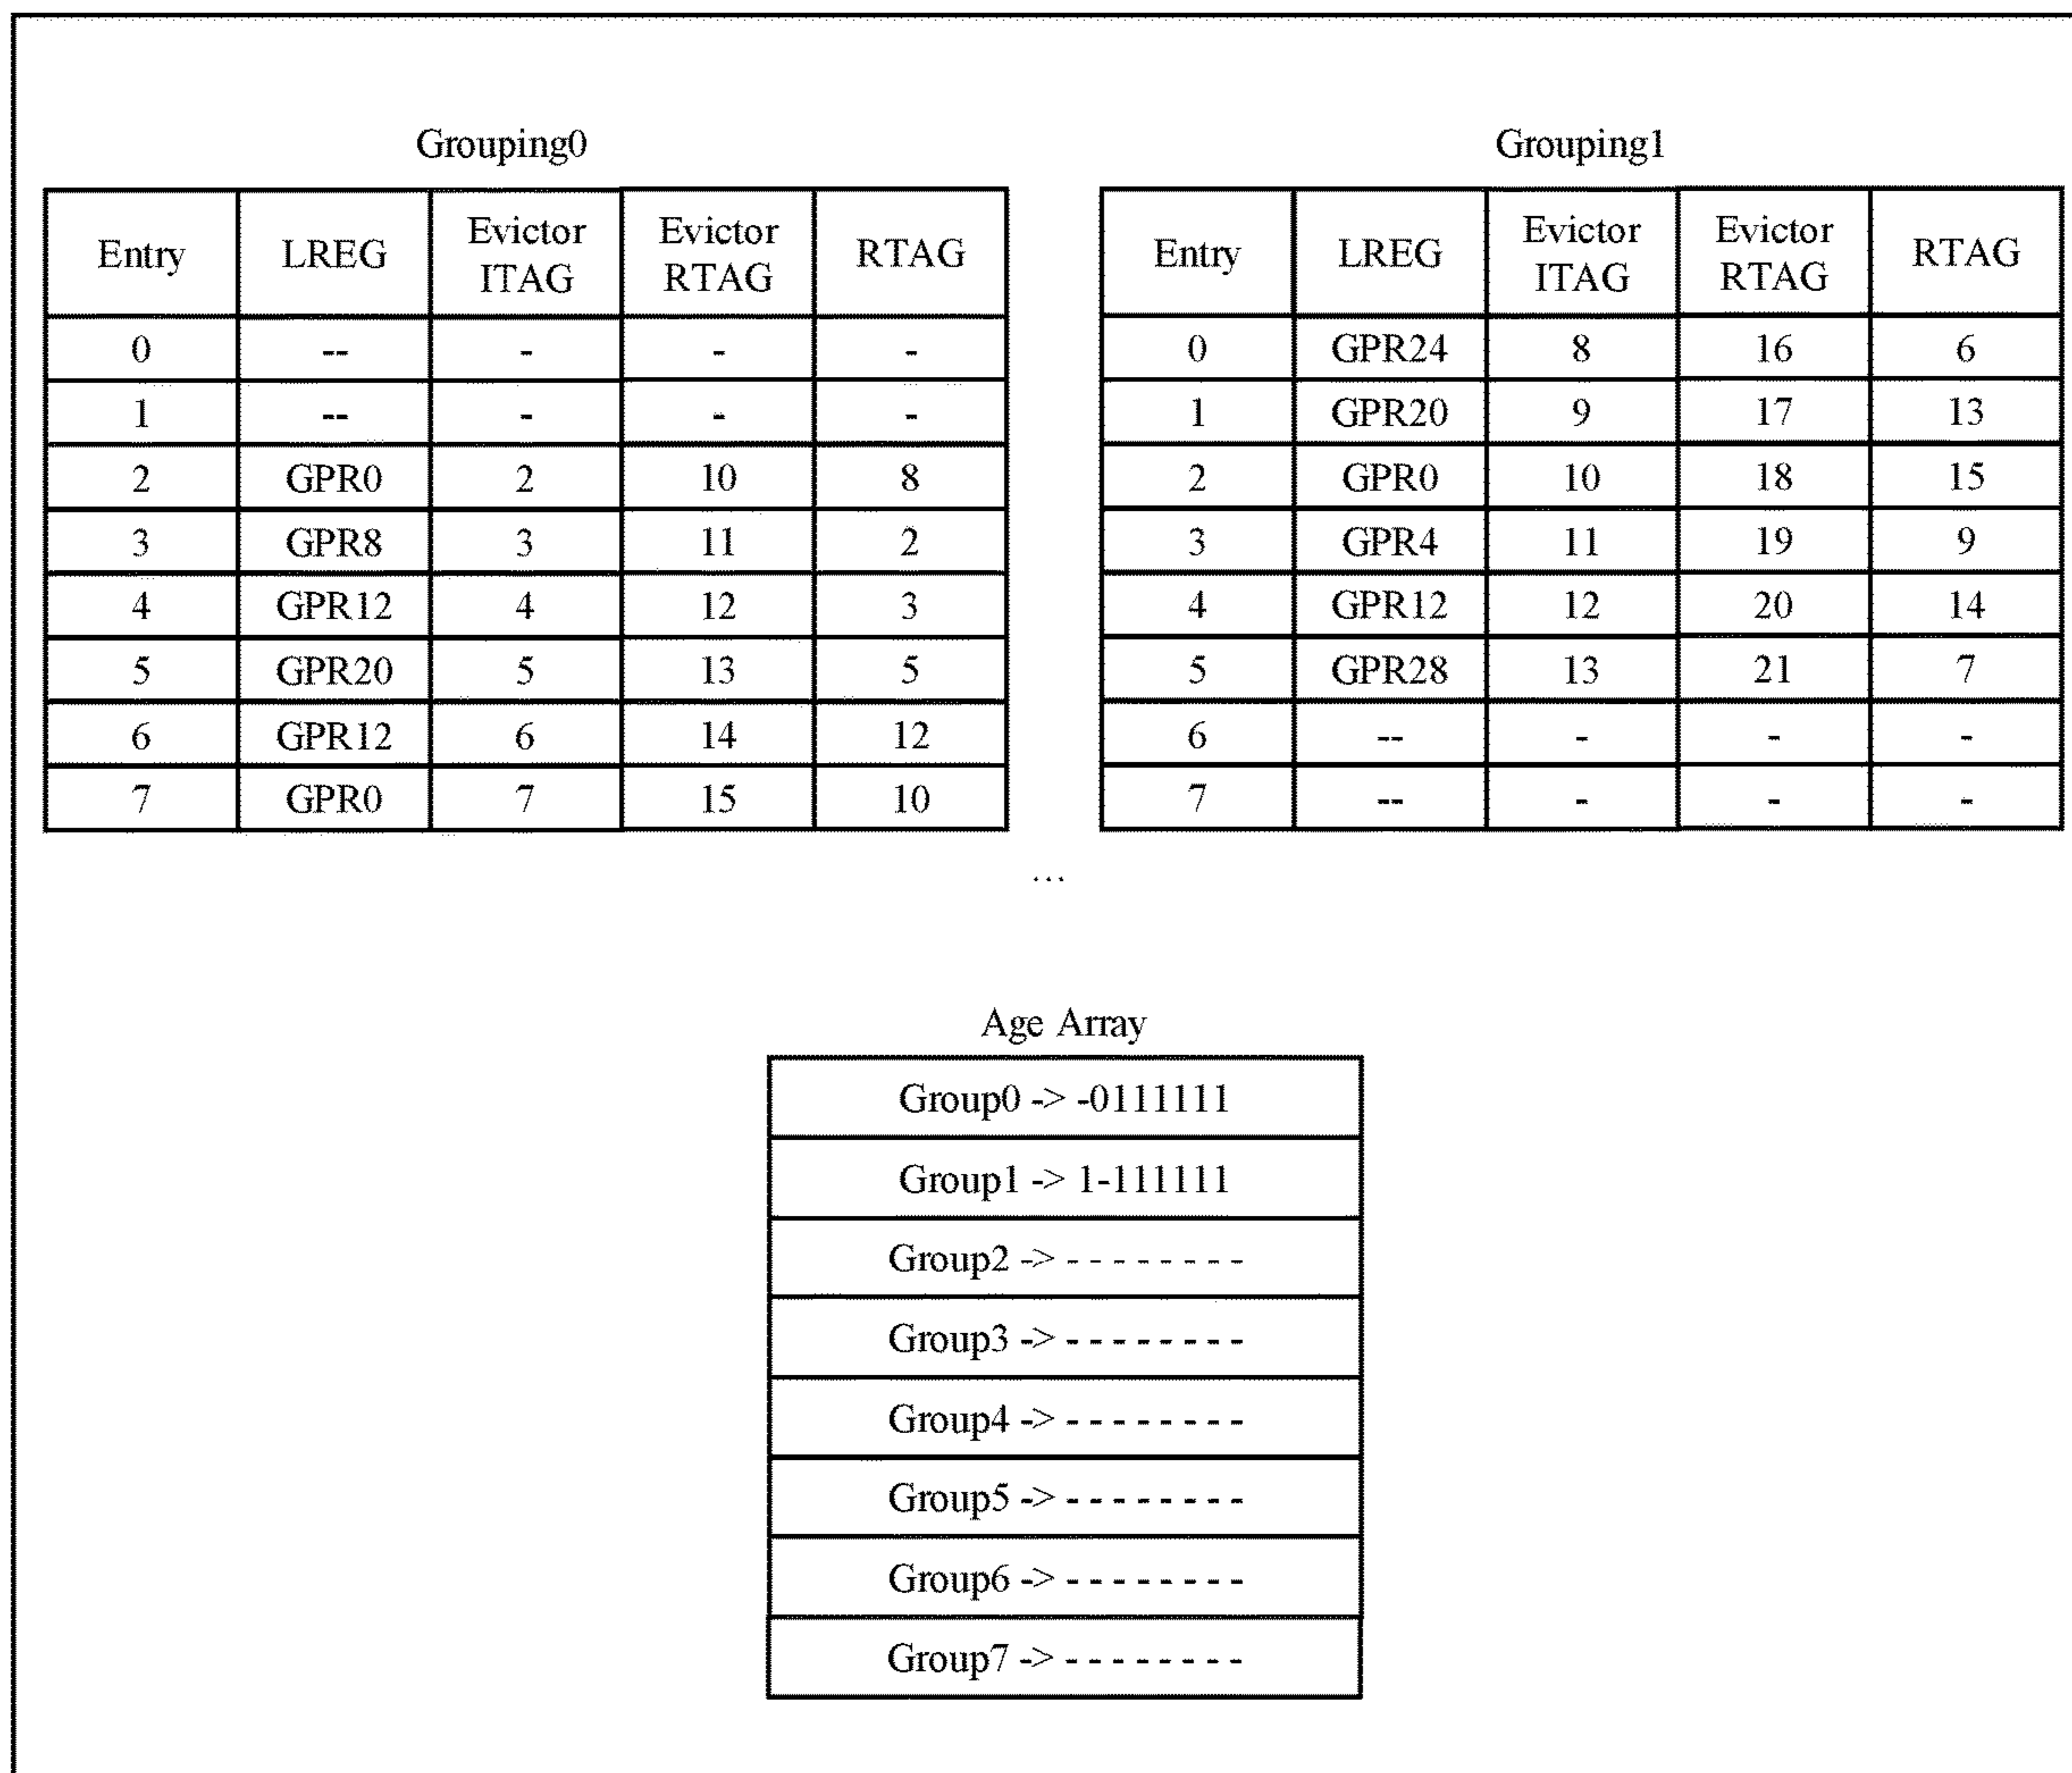 Grouping0
Entry LREG Evictor ITAG Evictor RTAG RTAG
0 -- - - -
1 -- - - -
2 GPR0 2 10 8
3 GPR8 3 11 2
4 GPR12 4 12 3
5 GPR20 5 13 5
6 GPR12 6 14 12
7 GPR0 7 15 10
Grouping1
Entry LREG Evictor ITAG Evictor RTAG RTAG
0 GPR24 8 16 6
1 GPR20 9 17 13
2 GPR0 10 18 15
3 GPR4 11 19 9
4 GPR12 12 20 14
5 GPR28 13 21 7
6 -- - - -
7 -- - - -
...
Age Array
Group0 -> -0111111
Group1 -> 1-111111
Group2 -> - - - - - - - -
Group3 -> - - - - - - - -
Group4 -> - - - - - - - -
Group5 -> - - - - - - - -
Group6 -> - - - - - - - -
Group7 -> - - - - - - - -